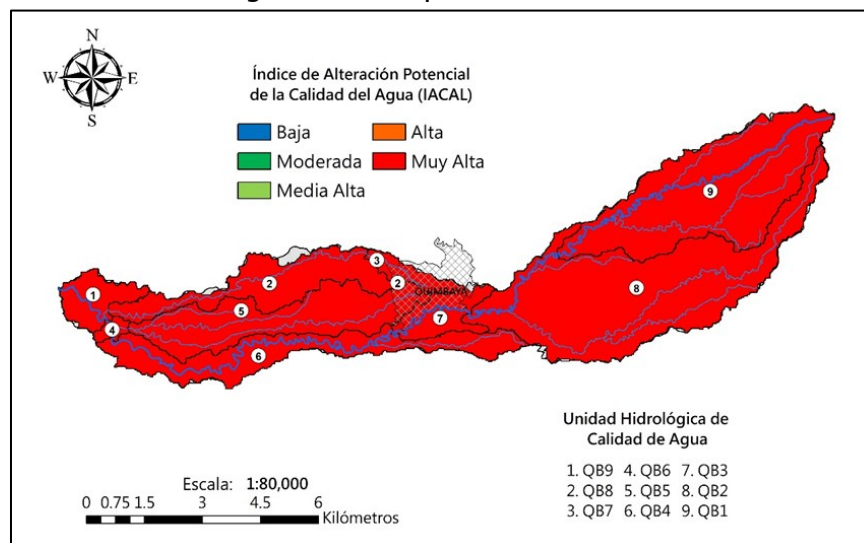 N
W E
S
Índice de Alteración Potencial
de la Calidad del Agua (IACAL)
Baja Alta
Moderada Muy Alta
Media Alta
9
3
1 2 2 8
QUIMBAYA
5 7
4
6
Unidad Hidrológica de
Calidad de Agua
1. QB9 4. QB6 7. QB3
2. QB8 5. QB5 8. QB2
3. QB7 6. QB4 9. QB1
Escala: 1:80,000
0 0.75 1.5 3 4.5 6
Kilómetros